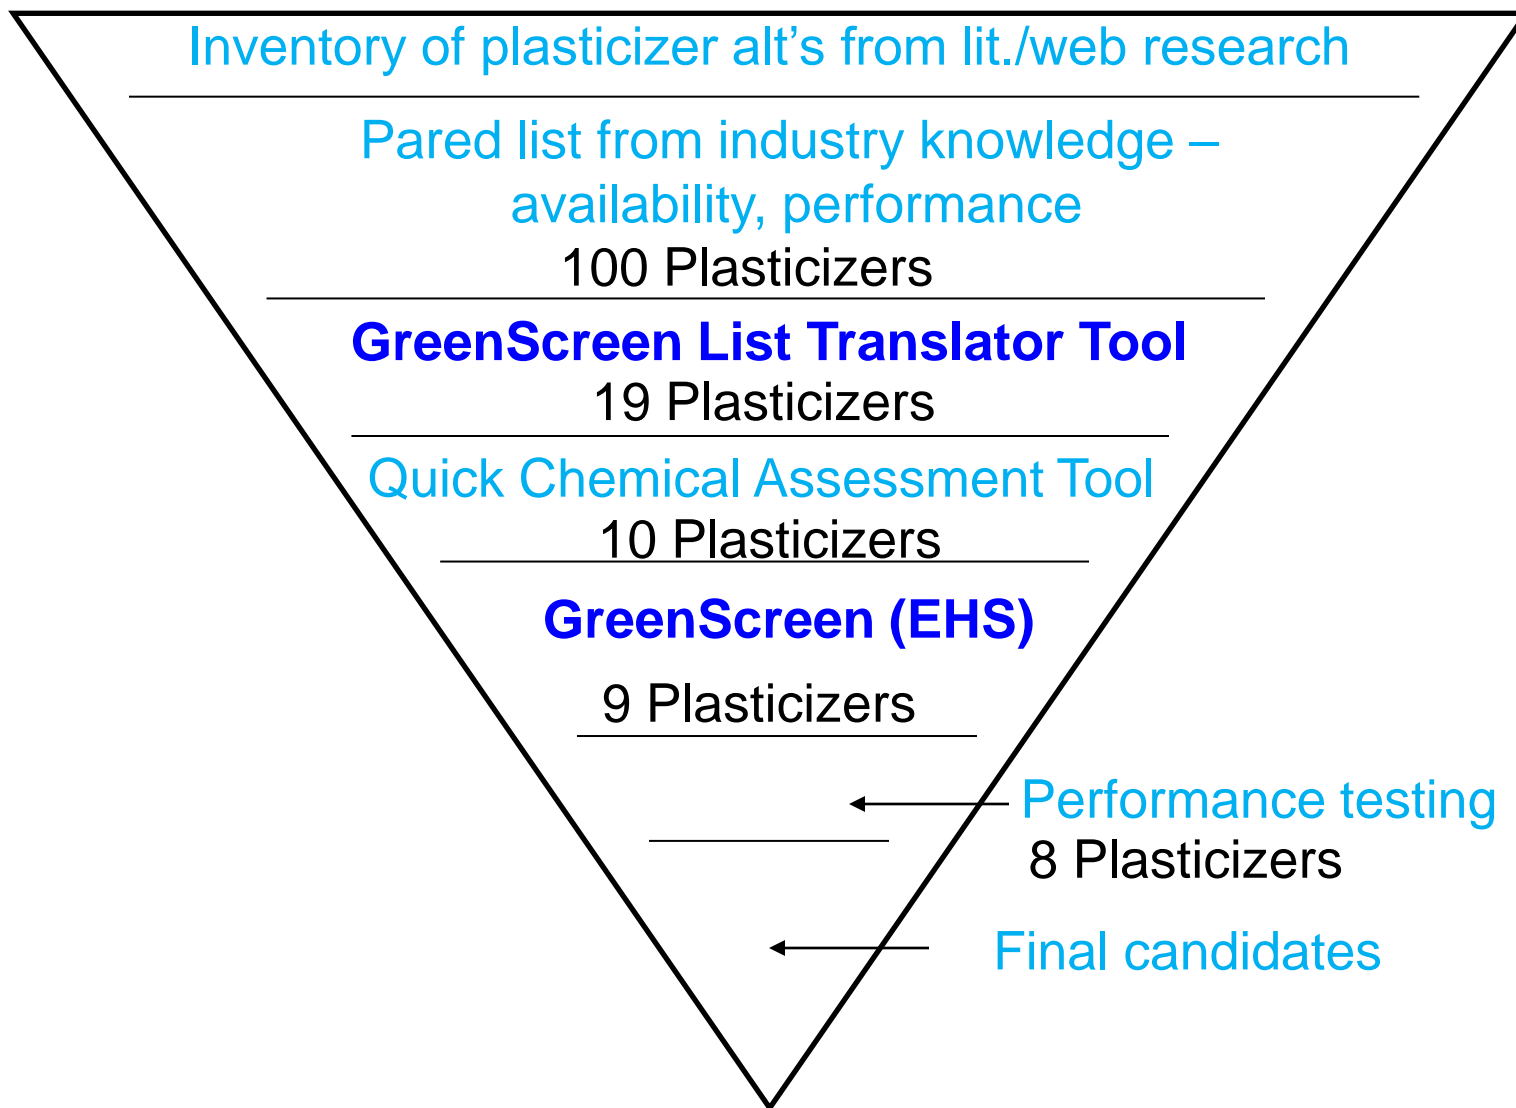 Inventory of plasticizer alt’s from lit./web research
Pared list from industry knowledge –
availability, performance
100 Plasticizers
GreenScreen List Translator Tool
19 Plasticizers
Quick Chemical Assessment Tool
10 Plasticizers
GreenScreen (EHS)
9 Plasticizers
Performance testing
8 Plasticizers
Final candidates